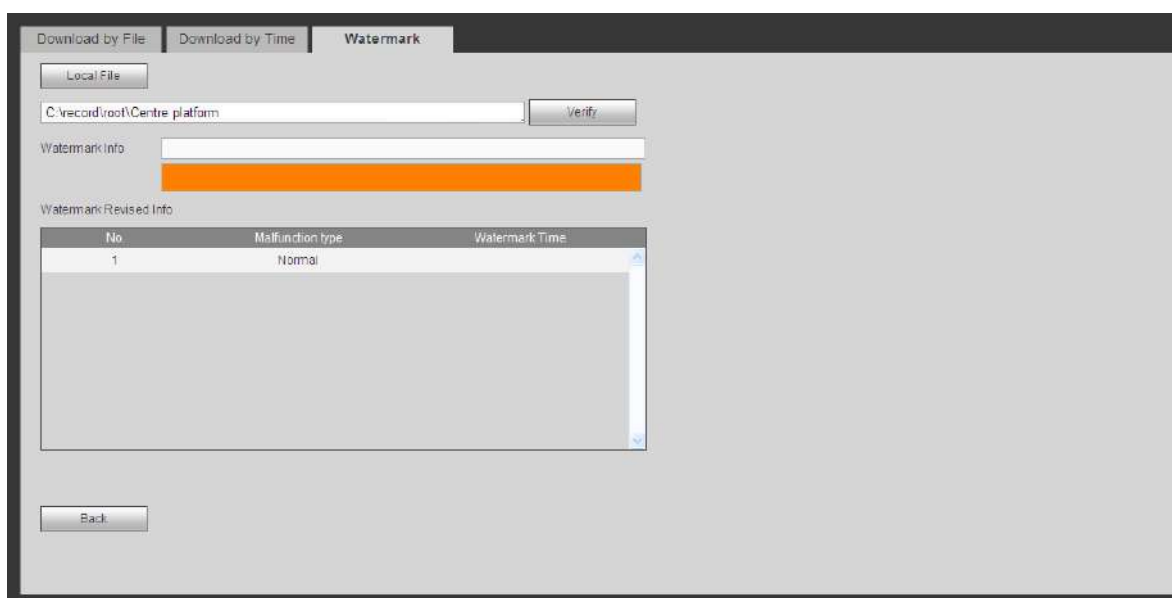 Download by File Download by Time Watermark
Local File
C:\record\root\Centre platform Verify
Watermark Info
Watermark Revised Info
No. Malfunction type Watermark Time
1 Normal
Back